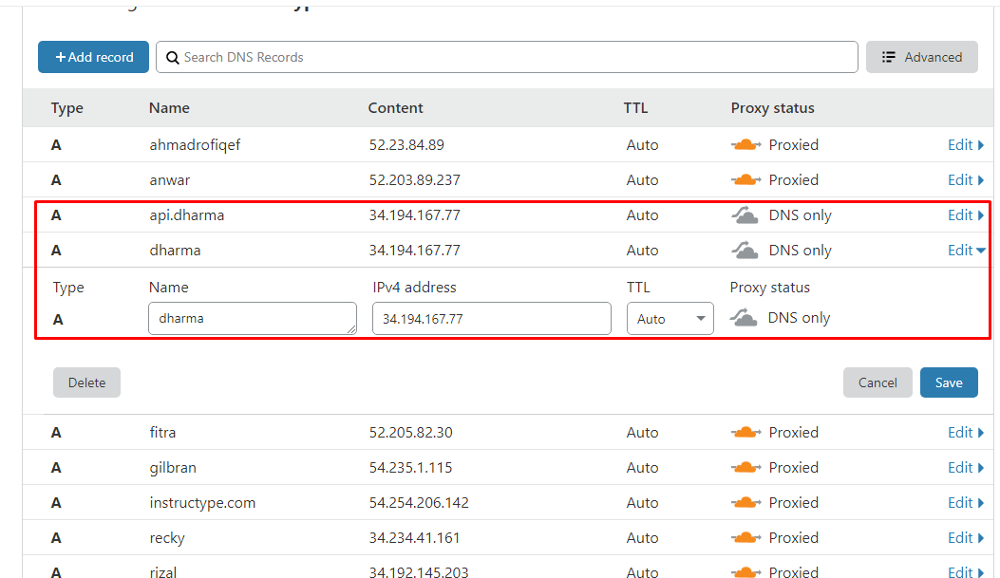 + Add record Search DNS Records Advanced
Type Name Content TTL Proxy status
A ahmadrofiqef 52.23.84.89 Auto Proxied Edit
A anwar 52.203.89.237 Auto Proxied Edit
A api.dharma 34.194.167.77 Auto DNS only Edit
A dharma 34.194.167.77 Auto DNS only Edit
Type Name IPv4 address TTL Proxy status
A dharma 34.194.167.77 Auto DNS only
Delete Cancel Save
A fitra 52.205.82.30 Auto Proxied Edit
A gilbran 54.235.1.115 Auto Proxied Edit
A instructype.com 54.254.206.142 Auto Proxied Edit
A recky 34.234.41.161 Auto Proxied Edit
A rizal 34.192.145.203 Auto Proxied Edit